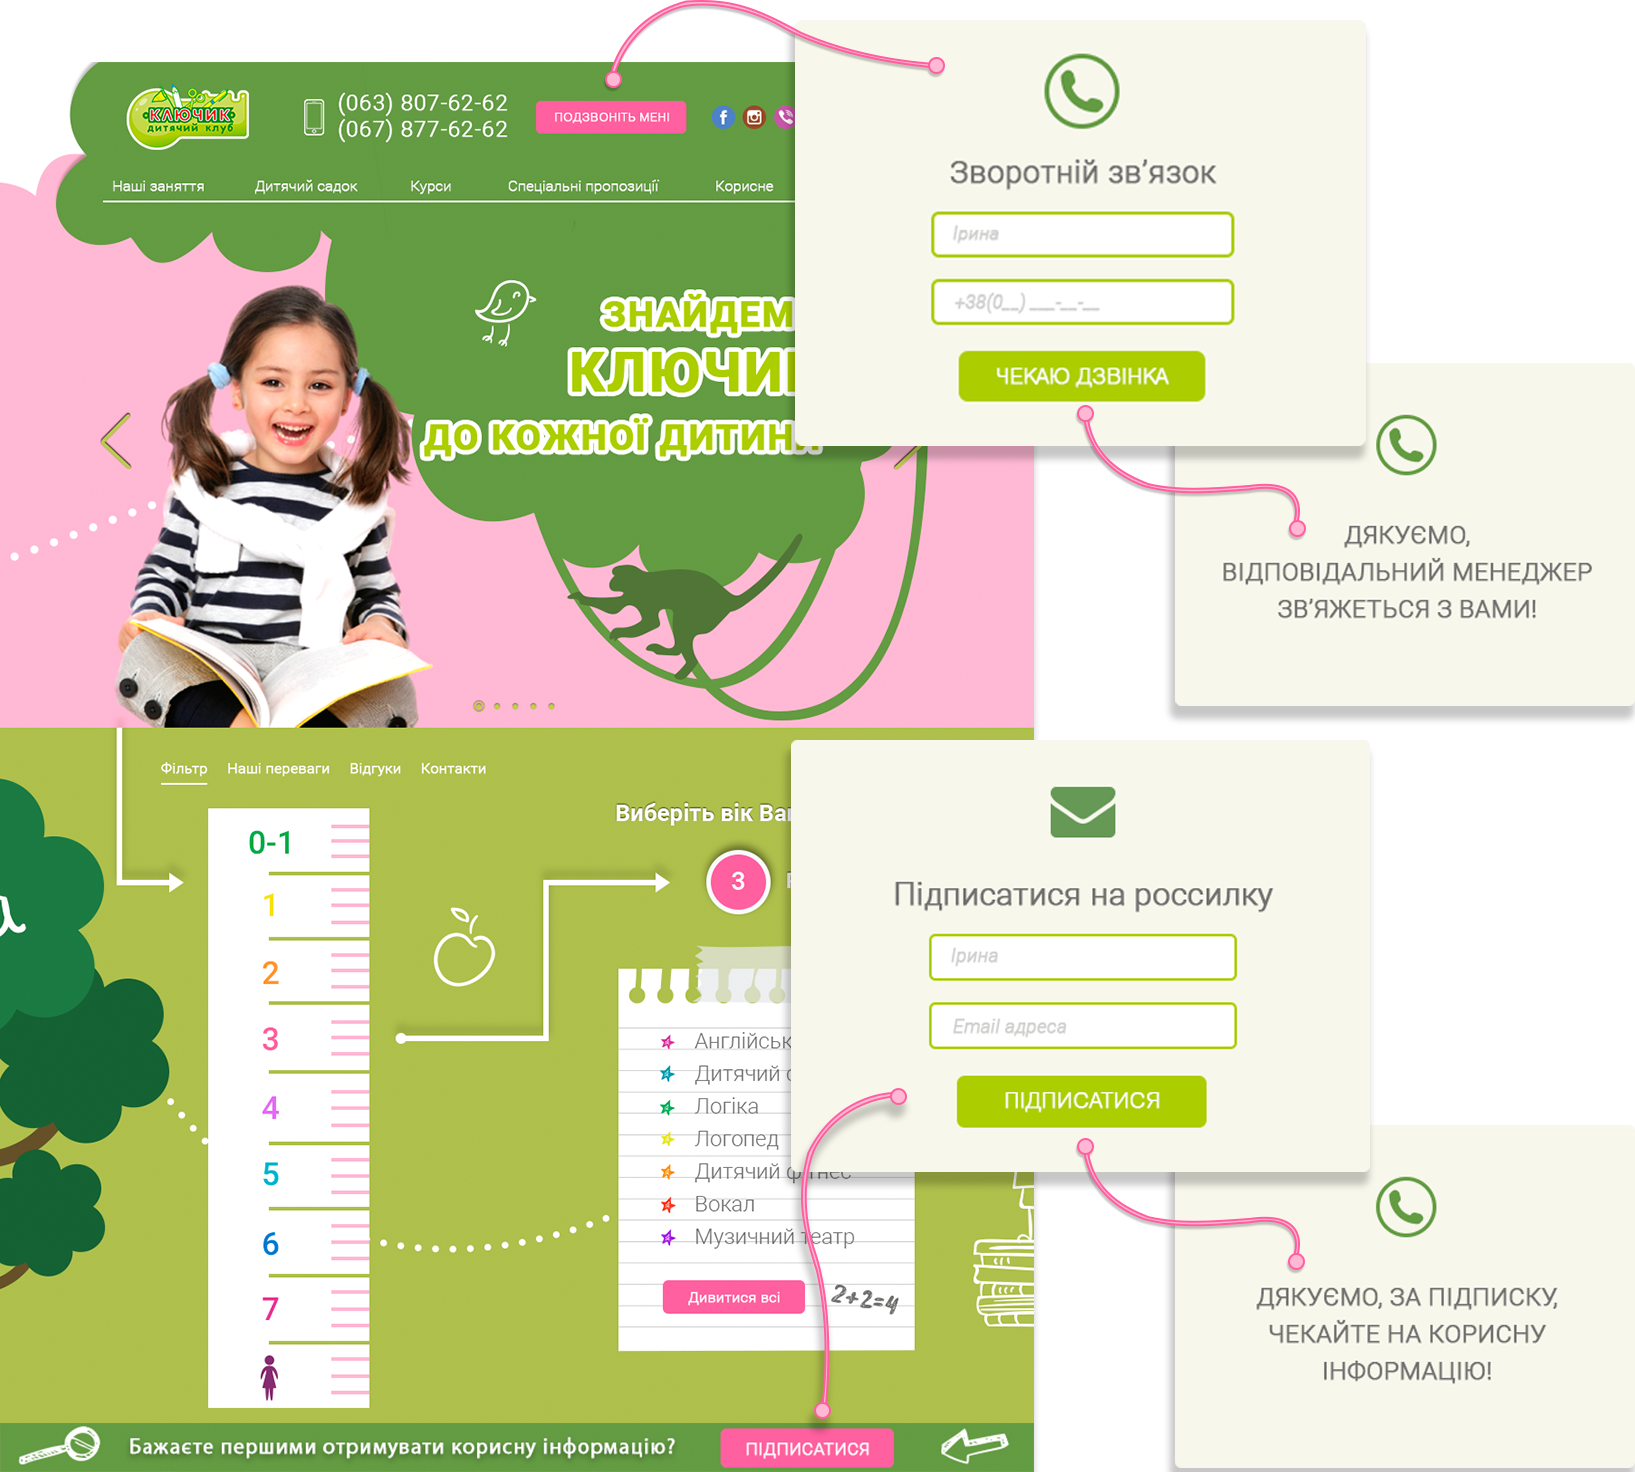 КЛЮЧИК
дитячий клуб
(063) 807-62-62
(067) 877-62-62
ПОДЗВОНІТЬ МЕНІ
Наші заняття
Дитячий садок
Курси
Спеціальні пропозиції
Корисне
ЗНАЙДЕМ
КЛЮЧИК
до кожної дитини
Зворотній зв’язок
Ірина
+38(0__) ___-__-__
ЧЕКАЮ ДЗВІНКА
ДЯКУЄМО,
ВІДПОВІДАЛЬНИЙ МЕНЕДЖЕР
ЗВ’ЯЖЕТЬСЯ З ВАМИ!
Фільтр
Наші переваги
Відгуки
Контакти
0-1
1
2
3
4
5
6
7
Виберіть вік Ва
3
Англійськ
Дитячий
Логіка
Логопед
Дитячий фітнес
Вокал
Музичний театр
Дивитися всі
2+2=4
Підписатися на россилку
Ірина
Email адреса
ПІДПИСАТИСЯ
ДЯКУЄМО, ЗА ПІДПИСКУ,
ЧЕКАЙТЕ НА КОРИСНУ
ІНФОРМАЦІЮ!
Бажаєте першими отримувати корисну інформацію?
ПІДПИСАТИСЯ